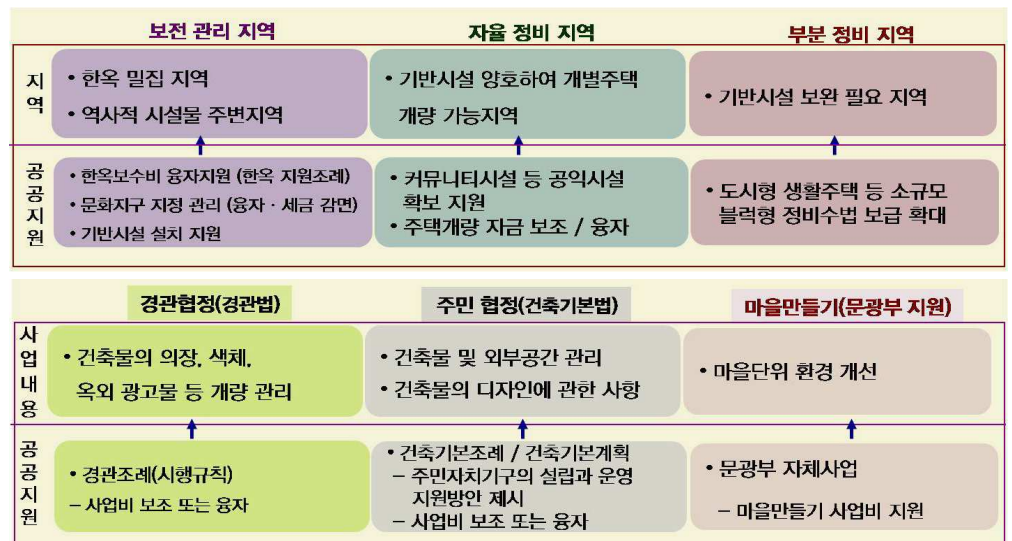 보전 관리 지역
자율 정비 지역
부분 정비 지역
지역
• 한옥 밀집 지역
• 역사적 시설물 주변지역
• 기반시설 양호하여 개별주택
개량 가능지역
• 기반시설 보완 필요 지역
공공지원
• 한옥보수비 융자지원 (한옥 지원조례)
• 문화지구 지정 관리 (융자 · 세금 감면)
• 기반시설 설치 지원
• 커뮤니티시설 등 공익시설
확보 지원
• 주택개량 자금 보조 / 융자
• 도시형 생활주택 등 소규모
블럭형 정비수법 보급 확대
경관협정(경관법)
주민 협정(건축기본법)
마을만들기(문광부 지원)
사업내용
• 건축물의 의장, 색체,
옥외 광고물 등 개량 관리
• 건축물 및 외부공간 관리
• 건축물의 디자인에 관한 사항
• 마을단위 환경 개선
공공지원
• 경관조례(시행규칙)
– 사업비 보조 또는 융자
• 건축기본조례 / 건축기본계획
– 주민자치기구의 설립과 운영
지원방안 제시
– 사업비 보조 또는 융자
• 문광부 자체사업
– 마을만들기 사업비 지원